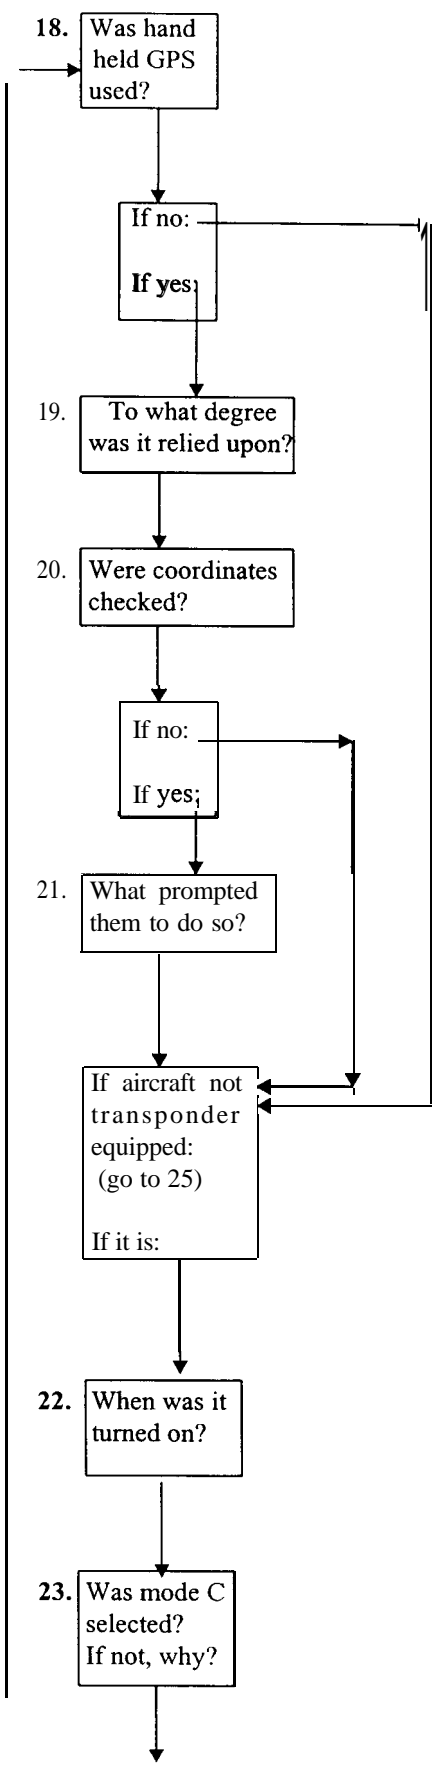 18. Was hand
held GPS
used?
If no:
If yes:
19. To what degree
was it relied upon?
20. Were coordinates
checked?
If no:
If yes:
21. What prompted
them to do so?
If aircraft not
transponder
equipped:
(go to 25)
If it is:
22. When was it
turned on?
23. Was mode C
selected?
If not, why?